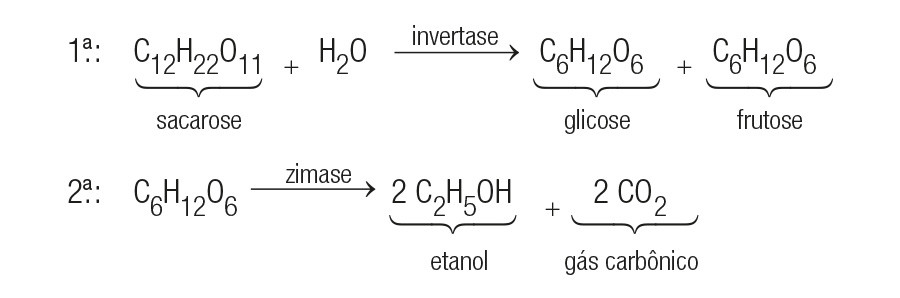 invertase
1ª.: C₁₂H₂₂O₁₁ + H₂O ⟶ C₆H₁₂O₆ + C₆H₁₂O₆
sacarose glicose frutose
zimase
2ª.: C₆H₁₂O₆ ⟶ 2 C₂H₅OH + 2 CO₂
etanol gás carbônico